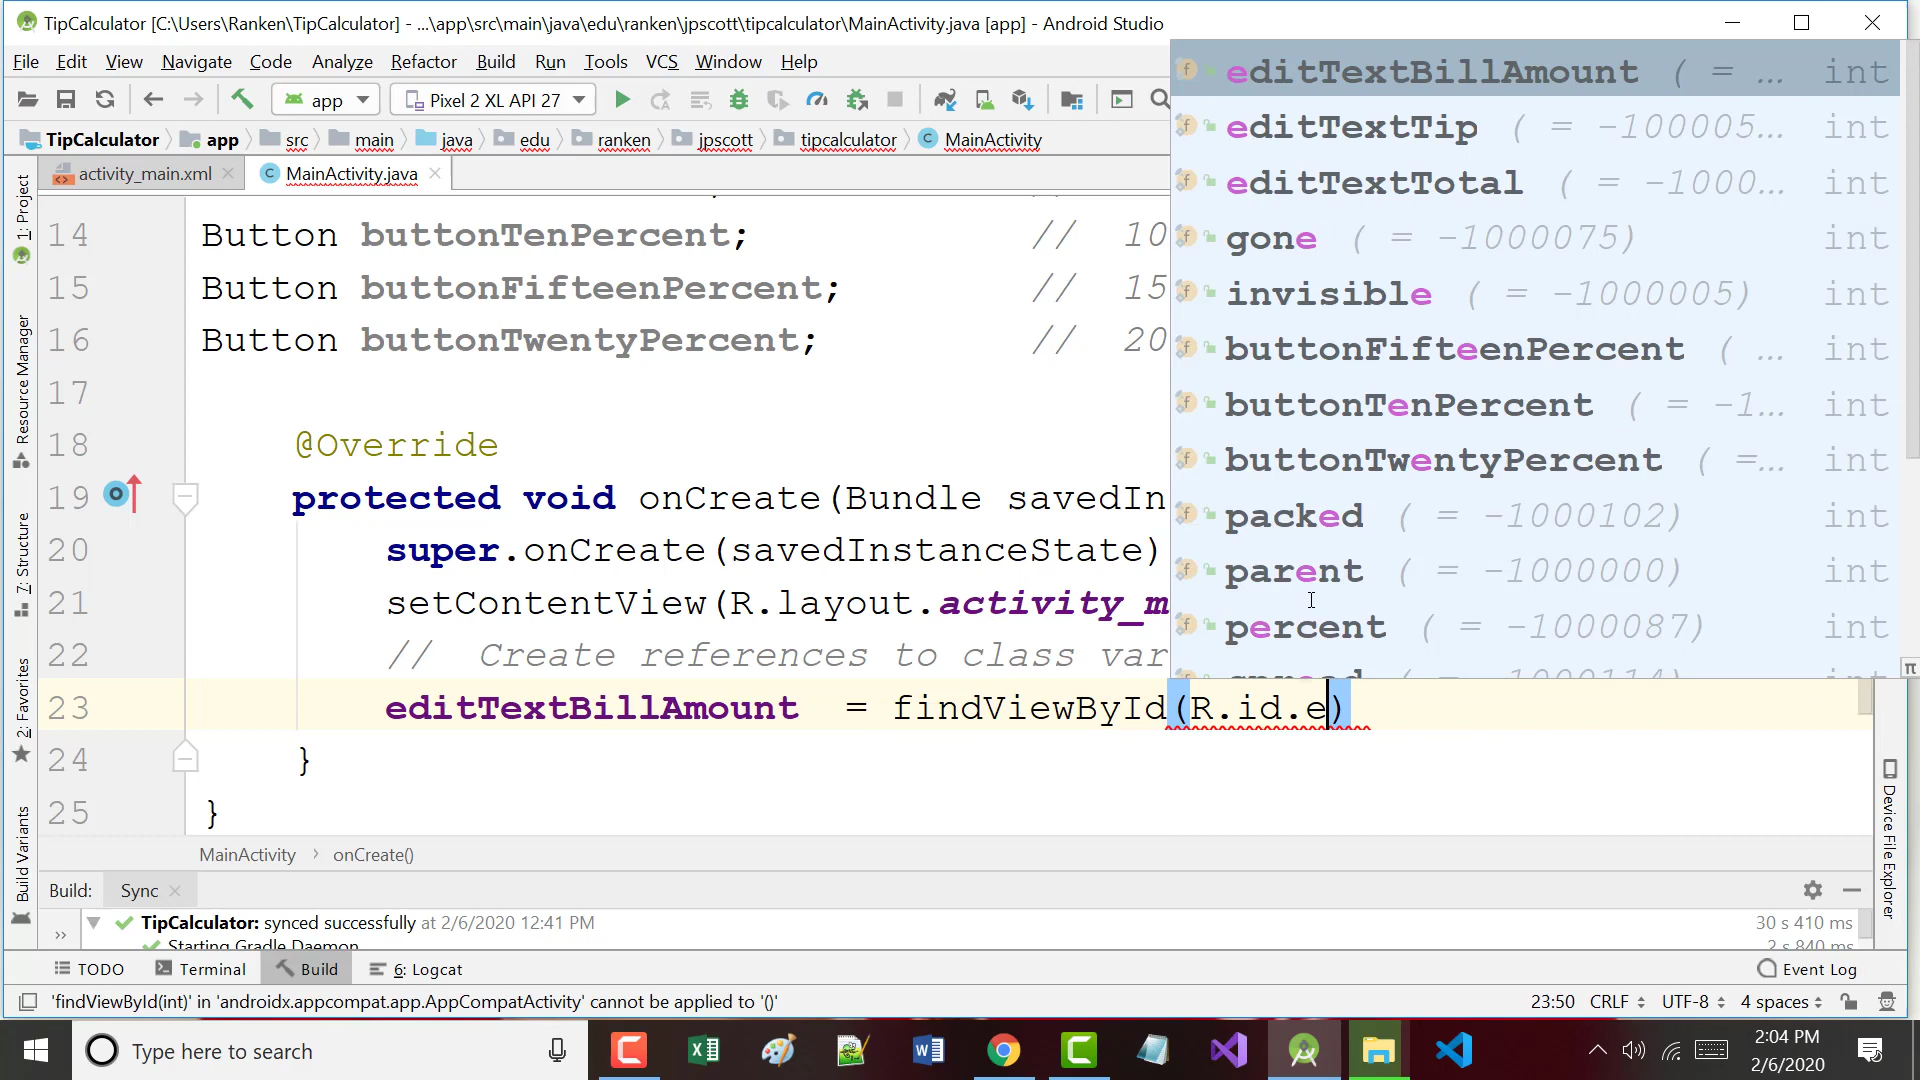 TipCalculator [C:\Users\Ranken\TipCalculator] - ...\app\src\main\java\edu\ranken\jpscott\tipcalculator\MainActivity.java [app] - Android Studio
File Edit View Navigate Code Analyze Refactor Build Run Tools VCS Window Help
app Pixel 2 XL API 27
TipCalculator app src main java edu ranken jpscott tipcalculator MainActivity
activity_main.xml MainActivity.java
editTextBillAmount ( = ... int
editTextTip ( = -100005... int
editTextTotal ( = -1000... int
gone ( = -1000075) int
invisible ( = -1000005) int
buttonFifteenPercent ( ... int
buttonTenPercent ( = -1... int
buttonTwentyPercent ( =... int
packed ( = -1000102) int
parent ( = -1000000) int
percent ( = -1000087) int
14 Button buttonTenPercent; // 10
15 Button buttonFifteenPercent; // 15
16 Button buttonTwentyPercent; // 20
17
18 @Override
19 protected void onCreate(Bundle savedIn
20 super.onCreate(savedInstanceState)
21 setContentView(R.layout.activity_m
22 // Create references to class var
23 editTextBillAmount = findViewById(R.id.e)
24 }
25 }
MainActivity › onCreate()
1: Project
Resource Manager
7: Structure
2: Favorites
Build Variants
Device File Explorer
Build: Sync
TipCalculator: synced successfully at 2/6/2020 12:41 PM 30 s 410 ms
Starting Gradle Daemon 2 s 840 ms
TODO Terminal Build 6: Logcat Event Log
'findViewById(int)' in 'androidx.appcompat.app.AppCompatActivity' cannot be applied to '()' 23:50 CRLF UTF-8 4 spaces
Type here to search
2:04 PM
2/6/2020